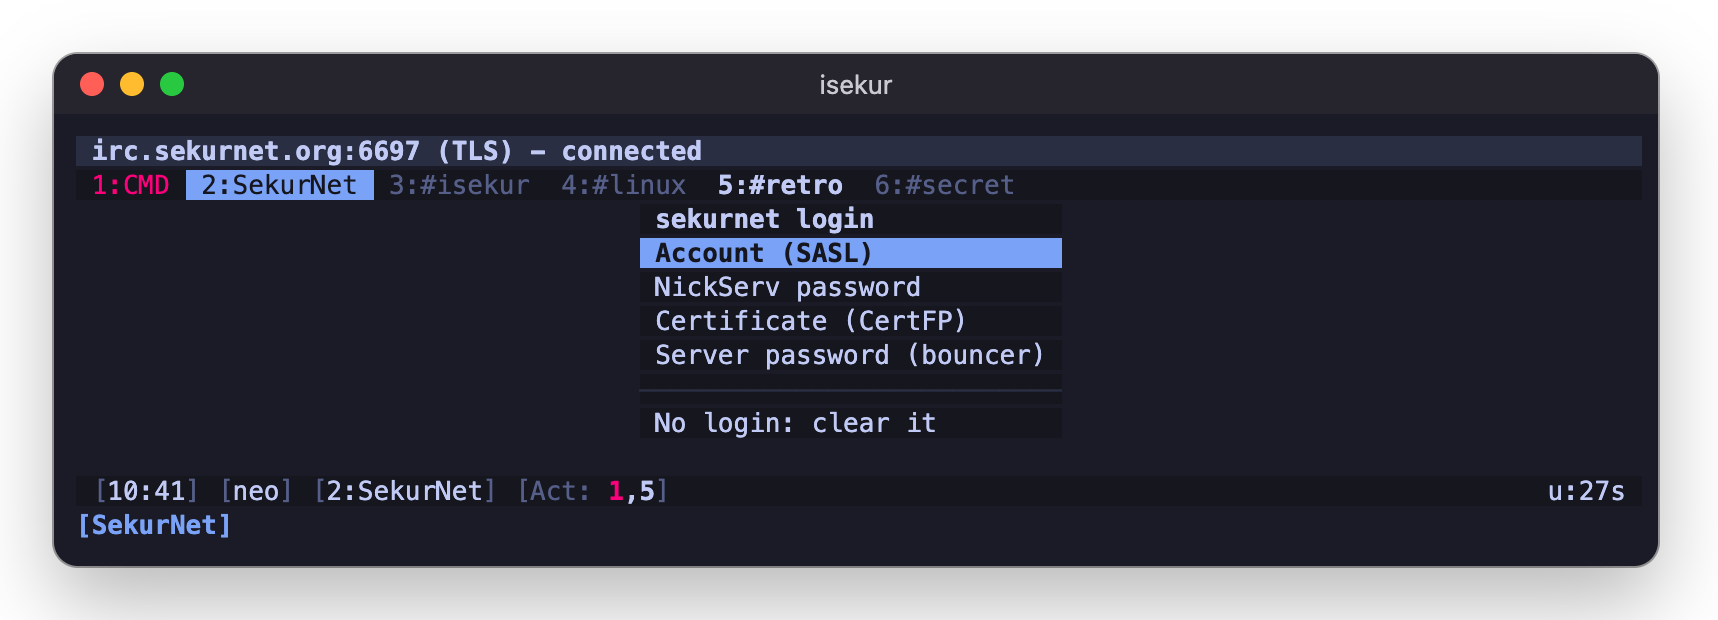 isekur
irc.sekurnet.org:6697 (TLS) – connected
1:CMD 2:SekurNet 3:#isekur 4:#linux 5:#retro 6:#secret
sekurnet login
Account (SASL)
NickServ password
Certificate (CertFP)
Server password (bouncer)
No login: clear it
[10:41] [neo] [2:SekurNet] [Act: 1,5] u:27s
[SekurNet]